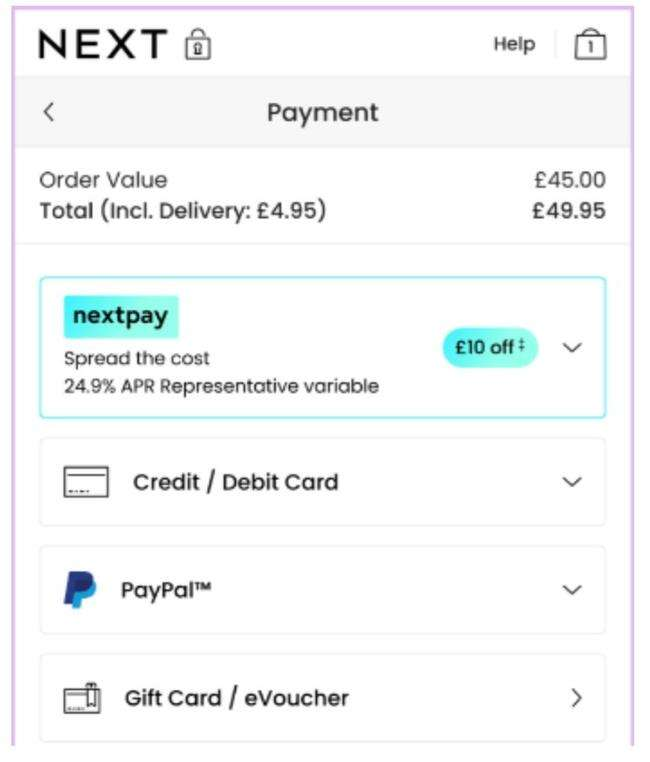 NEXT
Help
1
Payment
Order Value £45.00
Total (Incl. Delivery: £4.95) £49.95
nextpay
£10 off ‡
Spread the cost
24.9% APR Representative variable
Credit / Debit Card
PayPal™
Gift Card / eVoucher